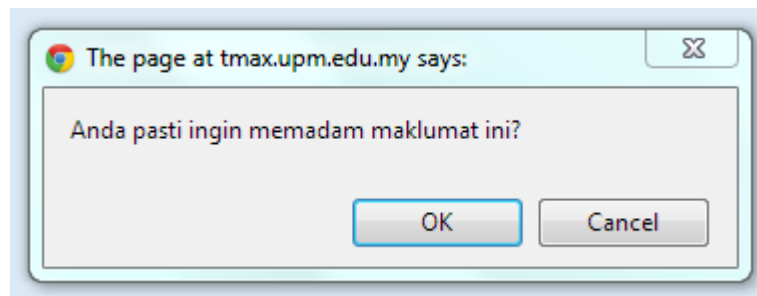 The page at tmax.upm.edu.my says:
Anda pasti ingin memadam maklumat ini?
OK Cancel